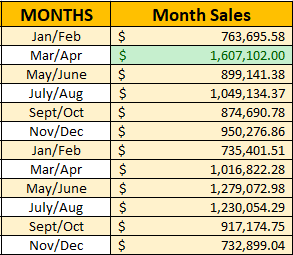 MONTHS Month Sales
Jan/Feb $ 763,695.58
Mar/Apr $ 1,607,102.00
May/June $ 899,141.38
July/Aug $ 1,049,134.37
Sept/Oct $ 874,690.78
Nov/Dec $ 950,276.86
Jan/Feb $ 735,401.51
Mar/Apr $ 1,016,822.28
May/June $ 1,279,072.98
July/Aug $ 1,230,054.29
Sept/Oct $ 917,174.75
Nov/Dec $ 732,899.04